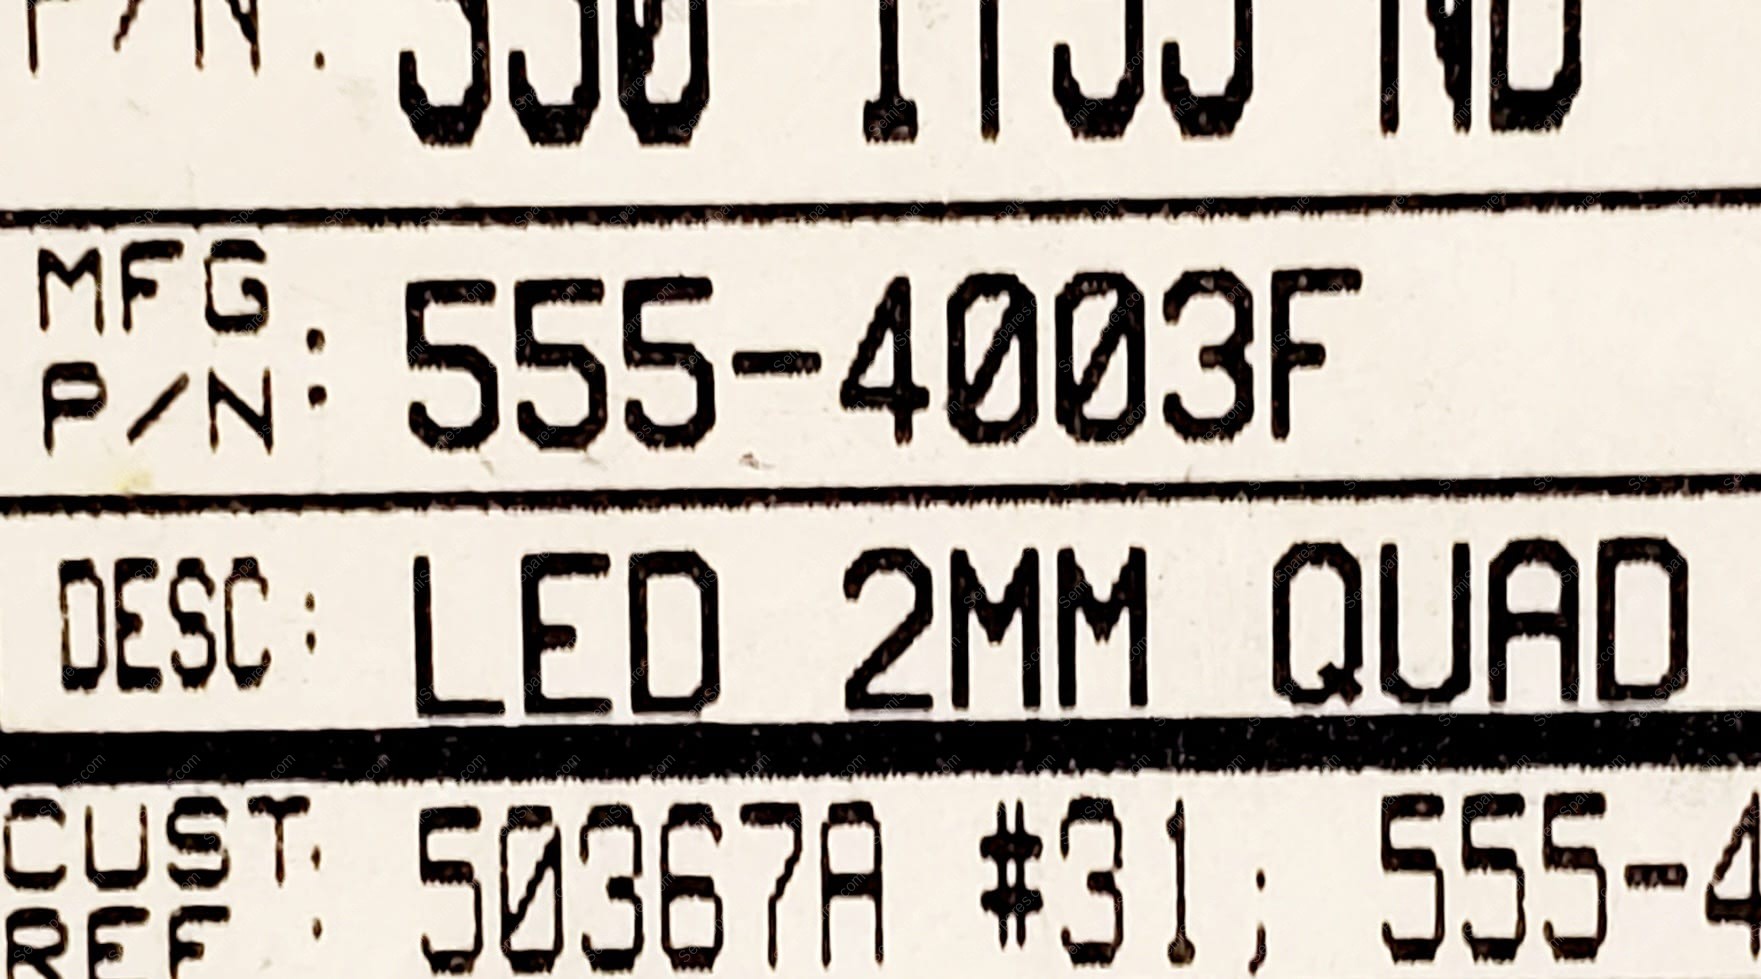 P/N:
MFG P/N: 555-4003F
DESC: LED 2MM QUAD
CUST REF: 50367A #31; 555-4